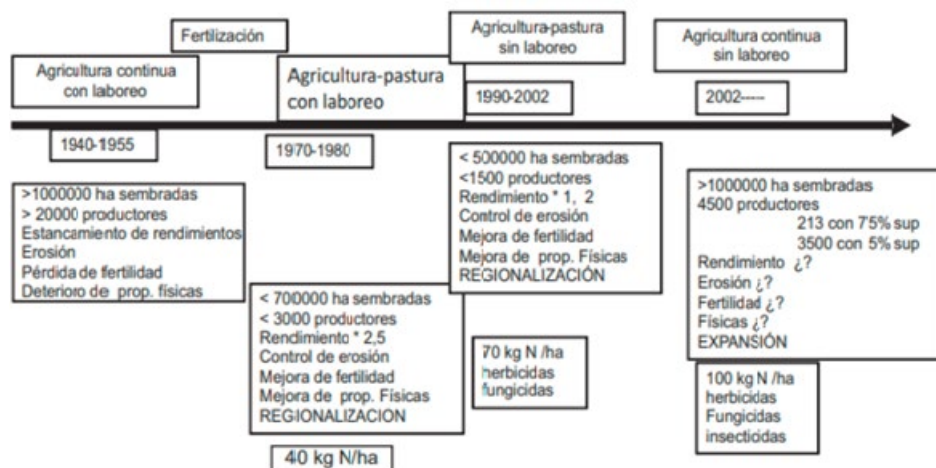 Fertilización
Agricultura continua
con laboreo
Agricultura-pastura
con laboreo
Agricultura-pastura
sin laboreo
Agricultura continua
sin laboreo
1940-1955
1970-1980
1990-2002
2002-----
>1000000 ha sembradas
> 20000 productores
Estancamiento de rendimientos
Erosión
Pérdida de fertilidad
Deterioro de prop. físicas
< 700000 ha sembradas
< 3000 productores
Rendimiento * 2,5
Control de erosión
Mejora de fertilidad
Mejora de prop. Físicas
REGIONALIZACION
40 kg N/ha
< 500000 ha sembradas
<1500 productores
Rendimiento * 1, 2
Control de erosión
Mejora de fertilidad
Mejora de prop. Físicas
REGIONALIZACIÓN
70 kg N /ha
herbicidas
fungicidas
>1000000 ha sembradas
4500 productores
213 con 75% sup
3500 con 5% sup
Rendimiento ¿?
Erosión ¿?
Fertilidad ¿?
Físicas ¿?
EXPANSIÓN
100 kg N /ha
herbicidas
Fungicidas
insecticidas